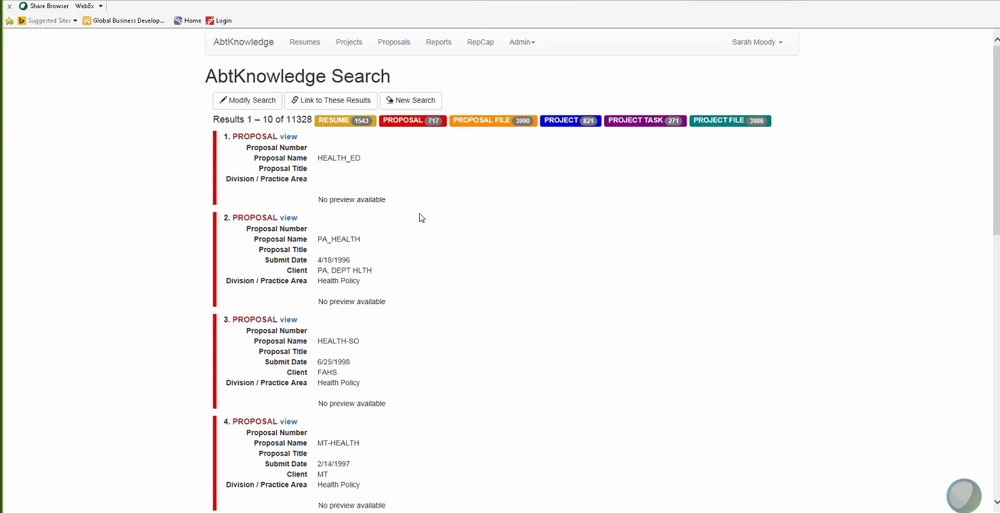 x Share Browser WebEx
Suggested Sites Global Business Develop... Home Login
AbtKnowledge Resumes Projects Proposals Reports RepCap Admin Sarah Moody
AbtKnowledge Search
Modify Search Link to These Results New Search
Results 1 – 10 of 11328 RESUME 1543 PROPOSAL 717 PROPOSAL FILE 3990 PROJECT 821 PROJECT TASK 271 PROJECT FILE 3986
1. PROPOSAL view
Proposal Number
Proposal Name HEALTH_ED
Proposal Title
Division / Practice Area
No preview available
2. PROPOSAL view
Proposal Number
Proposal Name PA_HEALTH
Proposal Title
Submit Date 4/18/1996
Client PA, DEPT HLTH
Division / Practice Area Health Policy
No preview available
3. PROPOSAL view
Proposal Number
Proposal Name HEALTH-SO
Proposal Title
Submit Date 6/25/1998
Client FAHS
Division / Practice Area Health Policy
No preview available
4. PROPOSAL view
Proposal Number
Proposal Name MT-HEALTH
Proposal Title
Submit Date 2/14/1997
Client MT
Division / Practice Area Health Policy
No preview available